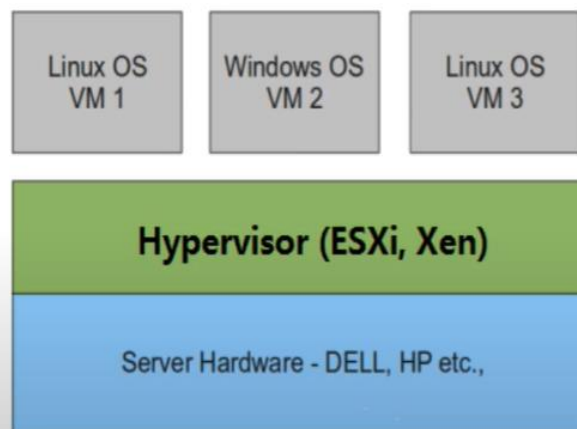 Linux OS
VM 1
Windows OS
VM 2
Linux OS
VM 3
Hypervisor (ESXi, Xen)
Server Hardware - DELL, HP etc.,